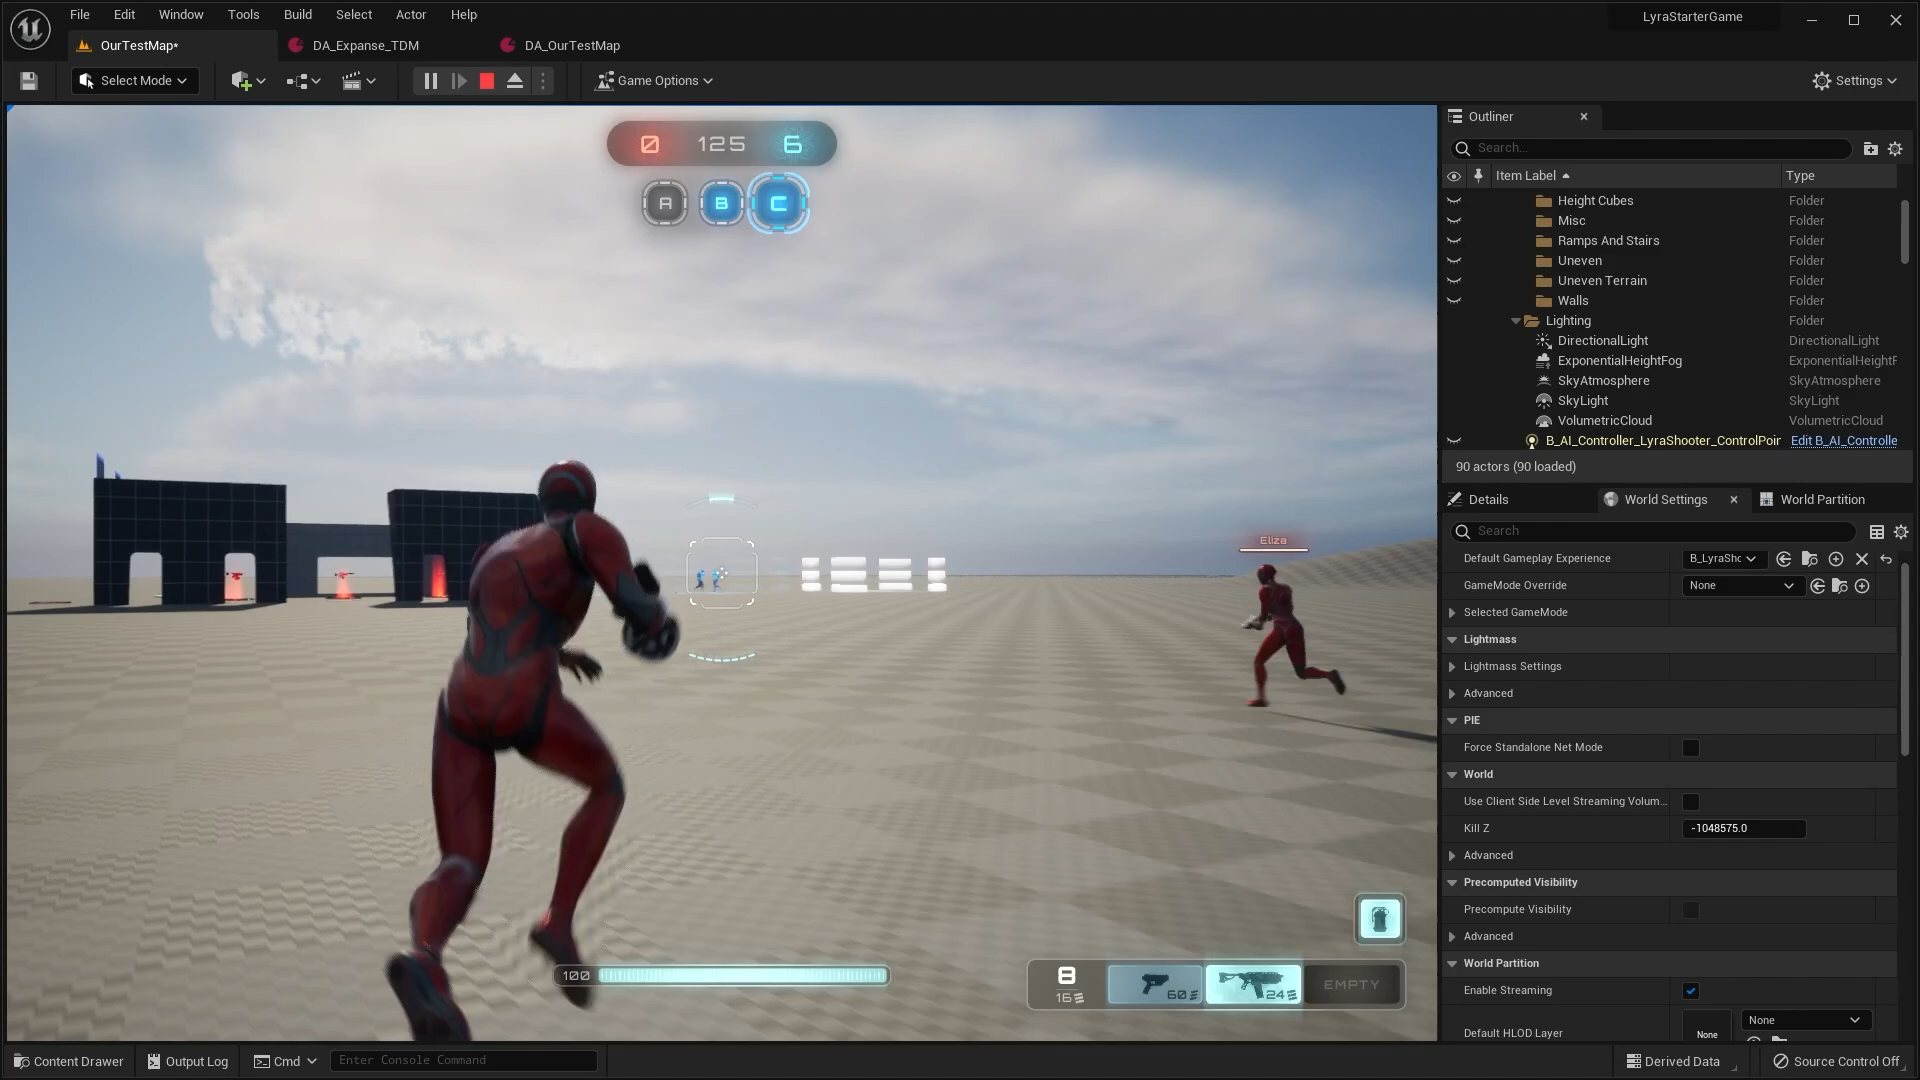 File
Edit
Window
Tools
Build
Select
Actor
Help
LyraStarterGame
OurTestMap*
DA_Expanse_TDM
DA_OurTestMap
Select Mode
Game Options
Settings
0
125
6
A
B
C
Eliza
100
8
16
60
24
EMPTY
Outliner
Search...
Item Label
Type
Height Cubes
Folder
Misc
Folder
Ramps And Stairs
Folder
Uneven
Folder
Uneven Terrain
Folder
Walls
Folder
Lighting
Folder
DirectionalLight
DirectionalLight
ExponentialHeightFog
ExponentialHeightF
SkyAtmosphere
SkyAtmosphere
SkyLight
SkyLight
VolumetricCloud
VolumetricCloud
B_AI_Controller_LyraShooter_ControlPoin
Edit B_AI_Controlle
90 actors (90 loaded)
Details
World Settings
World Partition
Search
Default Gameplay Experience
B_LyraSho
GameMode Override
None
Selected GameMode
Lightmass
Lightmass Settings
Advanced
PIE
Force Standalone Net Mode
World
Use Client Side Level Streaming Volum...
Kill Z
-1048575.0
Advanced
Precomputed Visibility
Precompute Visibility
Advanced
World Partition
Enable Streaming
Default HLOD Layer
None
None
Content Drawer
Output Log
Cmd
Enter Console Command
Derived Data
Source Control Off